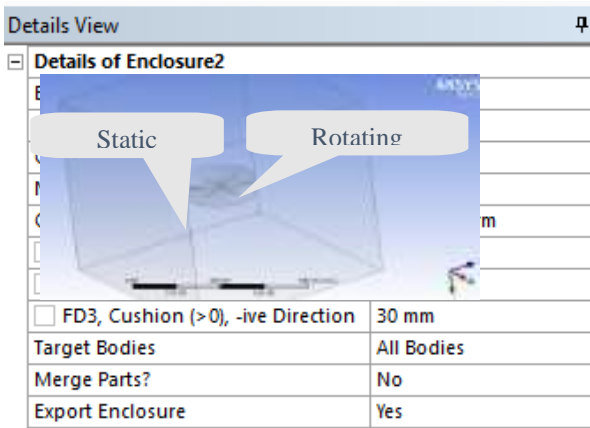 Details View
Details of Enclosure2
ANSYS
Static
Rotating
FD3, Cushion (>0), -ive Direction 30 mm
Target Bodies All Bodies
Merge Parts? No
Export Enclosure Yes